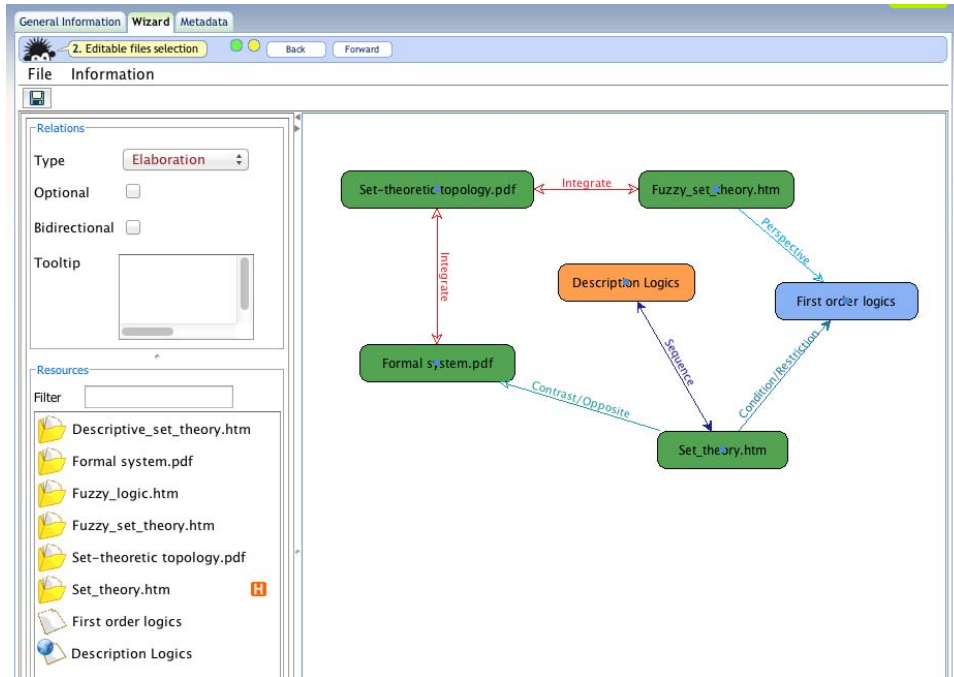 General Information Wizard Metadata
2. Editable files selection Back Forward
File Information
Relations
Type Elaboration
Optional
Bidirectional
Tooltip
Resources
Filter
Descriptive_set_theory.htm
Formal system.pdf
Fuzzy_logic.htm
Fuzzy_set_theory.htm
Set-theoretic topology.pdf
Set_theory.htm H
First order logics
Description Logics
Set-theoretic topology.pdf Integrate Fuzzy_set_theory.htm
Perspective
Integrate
Description Logics
First order logics
Formal system.pdf
Sequence
Condition/Restriction
Contrast/Opposite
Set_theory.htm